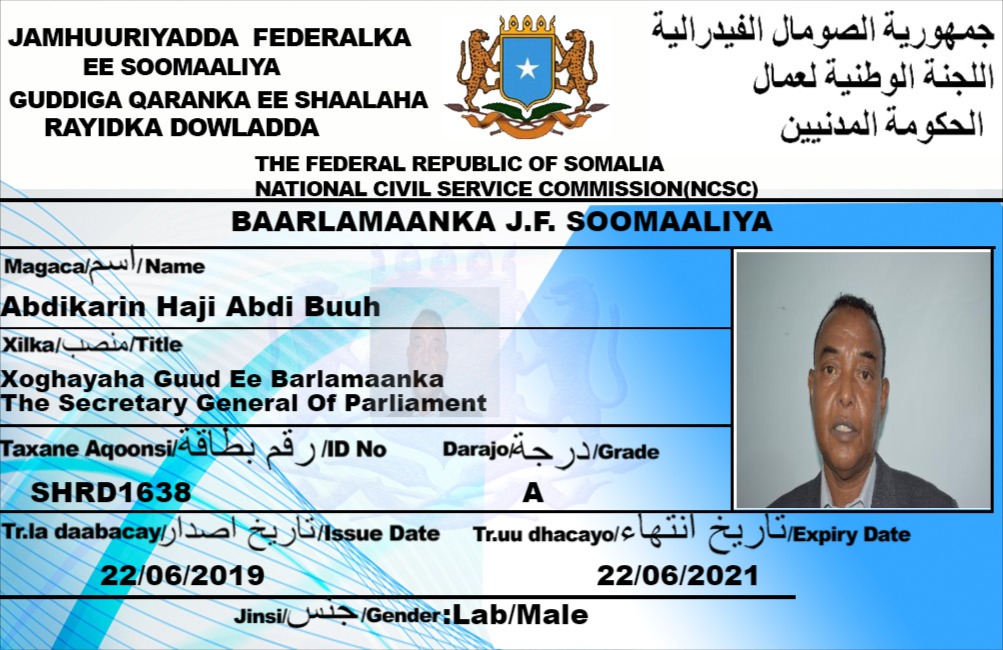 JAMHUURIYADDA FEDERALKA
EE SOOMAALIYA
GUDDIGA QARANKA EE SHAALAHA
RAYIDKA DOWLADDA
جمهورية الصومال الفيدرالية
اللجنة الوطنية لعمال
الحكومة المدنيين
THE FEDERAL REPUBLIC OF SOMALIA
NATIONAL CIVIL SERVICE COMMISSION(NCSC)
BAARLAMAANKA J.F. SOOMAALIYA
Magaca/اسم/Name
Abdikarin Haji Abdi Buuh
Xilka/منصب/Title
Xoghayaha Guud Ee Barlamaanka
The Secretary General Of Parliament
Taxane Aqoonsi/رقم بطاقة/ID No
Darajo/درجة/Grade
SHRD1638
A
Tr.la daabacay/تاريخ اصدار/Issue Date
Tr.uu dhacayo/تاريخ انتهاء/Expiry Date
22/06/2019
22/06/2021
Jinsi/جنس/Gender:Lab/Male